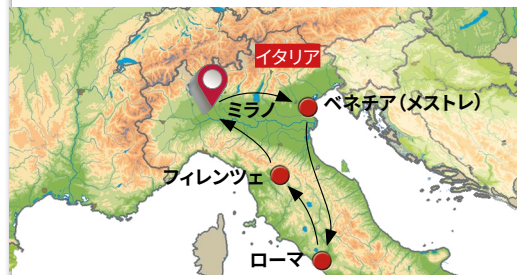 イタリア
ミラノ
ベネチア（メストレ）
フィレンツェ
ローマ